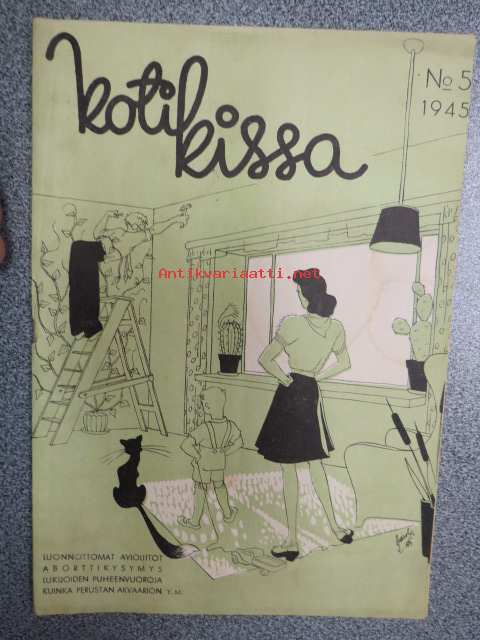 koti kissa
No 5
1945
Antikvariaatti.net
LUONNOTTOMAT AVIOLIITOT
ABORTTIKYSYMYS
LUKIJOIDEN PUHEENVUOROJA
KUINKA PERUSTAN AKVAARION Y.M.